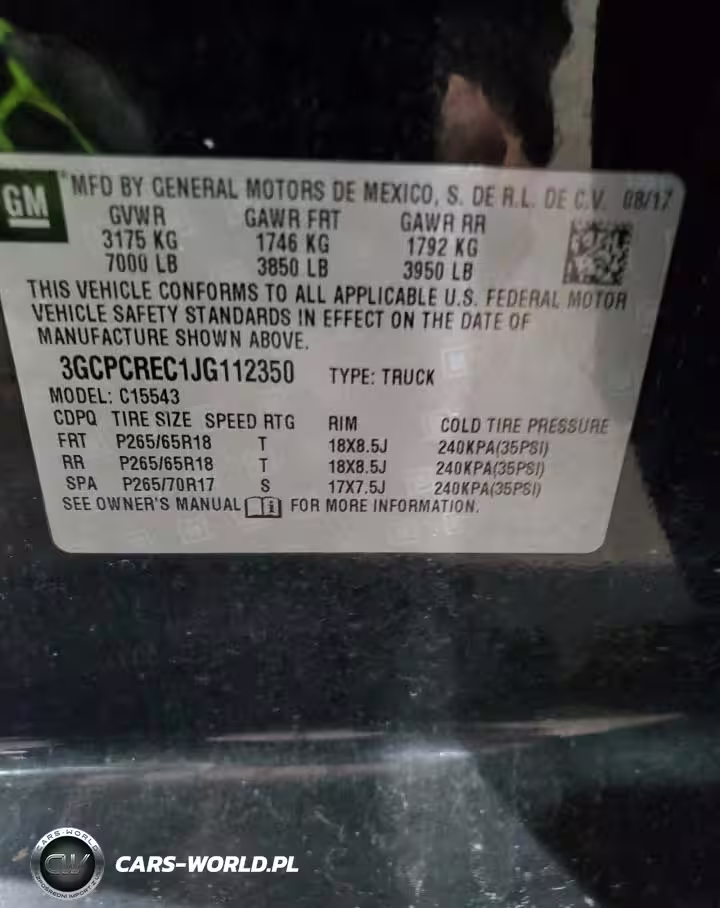 GM
MFD BY GENERAL MOTORS DE MEXICO, S. DE R.L. DE C.V. 08/17
GVWR GAWR FRT GAWR RR
3175 KG 1746 KG 1792 KG
7000 LB 3850 LB 3950 LB
THIS VEHICLE CONFORMS TO ALL APPLICABLE U.S. FEDERAL MOTOR
VEHICLE SAFETY STANDARDS IN EFFECT ON THE DATE OF
MANUFACTURE SHOWN ABOVE.
3GCPCREC1JG112350 TYPE: TRUCK
MODEL: C15543
CDPQ TIRE SIZE SPEED RTG RIM COLD TIRE PRESSURE
FRT P265/65R18 T 18X8.5J 240KPA(35PSI)
RR P265/65R18 T 18X8.5J 240KPA(35PSI)
SPA P265/70R17 S 17X7.5J 240KPA(35PSI)
SEE OWNER'S MANUAL i FOR MORE INFORMATION.
CARS-WORLD
CW
CARS-WORLD.PL